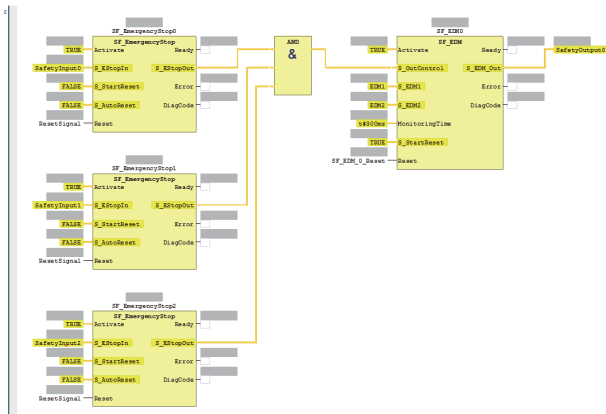 SF_EmergencyStop0
SF_EmergencyStop
TRUE Activate Ready
SafetyInput0 S_EStopIn S_EStopOut
FALSE S_StartReset Error
FALSE S_AutoReset DiagCode
ResetSignal Reset
AND
&
SF_EDM0
SF_EDM
TRUE Activate Ready
S_OutControl S_EDM_Out SafetyOutput0
EDM1 S_EDM1 Error
EDM2 S_EDM2 DiagCode
t#300ms MonitoringTime
TRUE S_StartReset
SF_EDM_0_Reset Reset
SF_EmergencyStop1
SF_EmergencyStop
TRUE Activate Ready
SafetyInput1 S_EStopIn S_EStopOut
FALSE S_StartReset Error
FALSE S_AutoReset DiagCode
ResetSignal Reset
SF_EmergencyStop2
SF_EmergencyStop
TRUE Activate Ready
SafetyInput2 S_EStopIn S_EStopOut
FALSE S_StartReset Error
FALSE S_AutoReset DiagCode
ResetSignal Reset